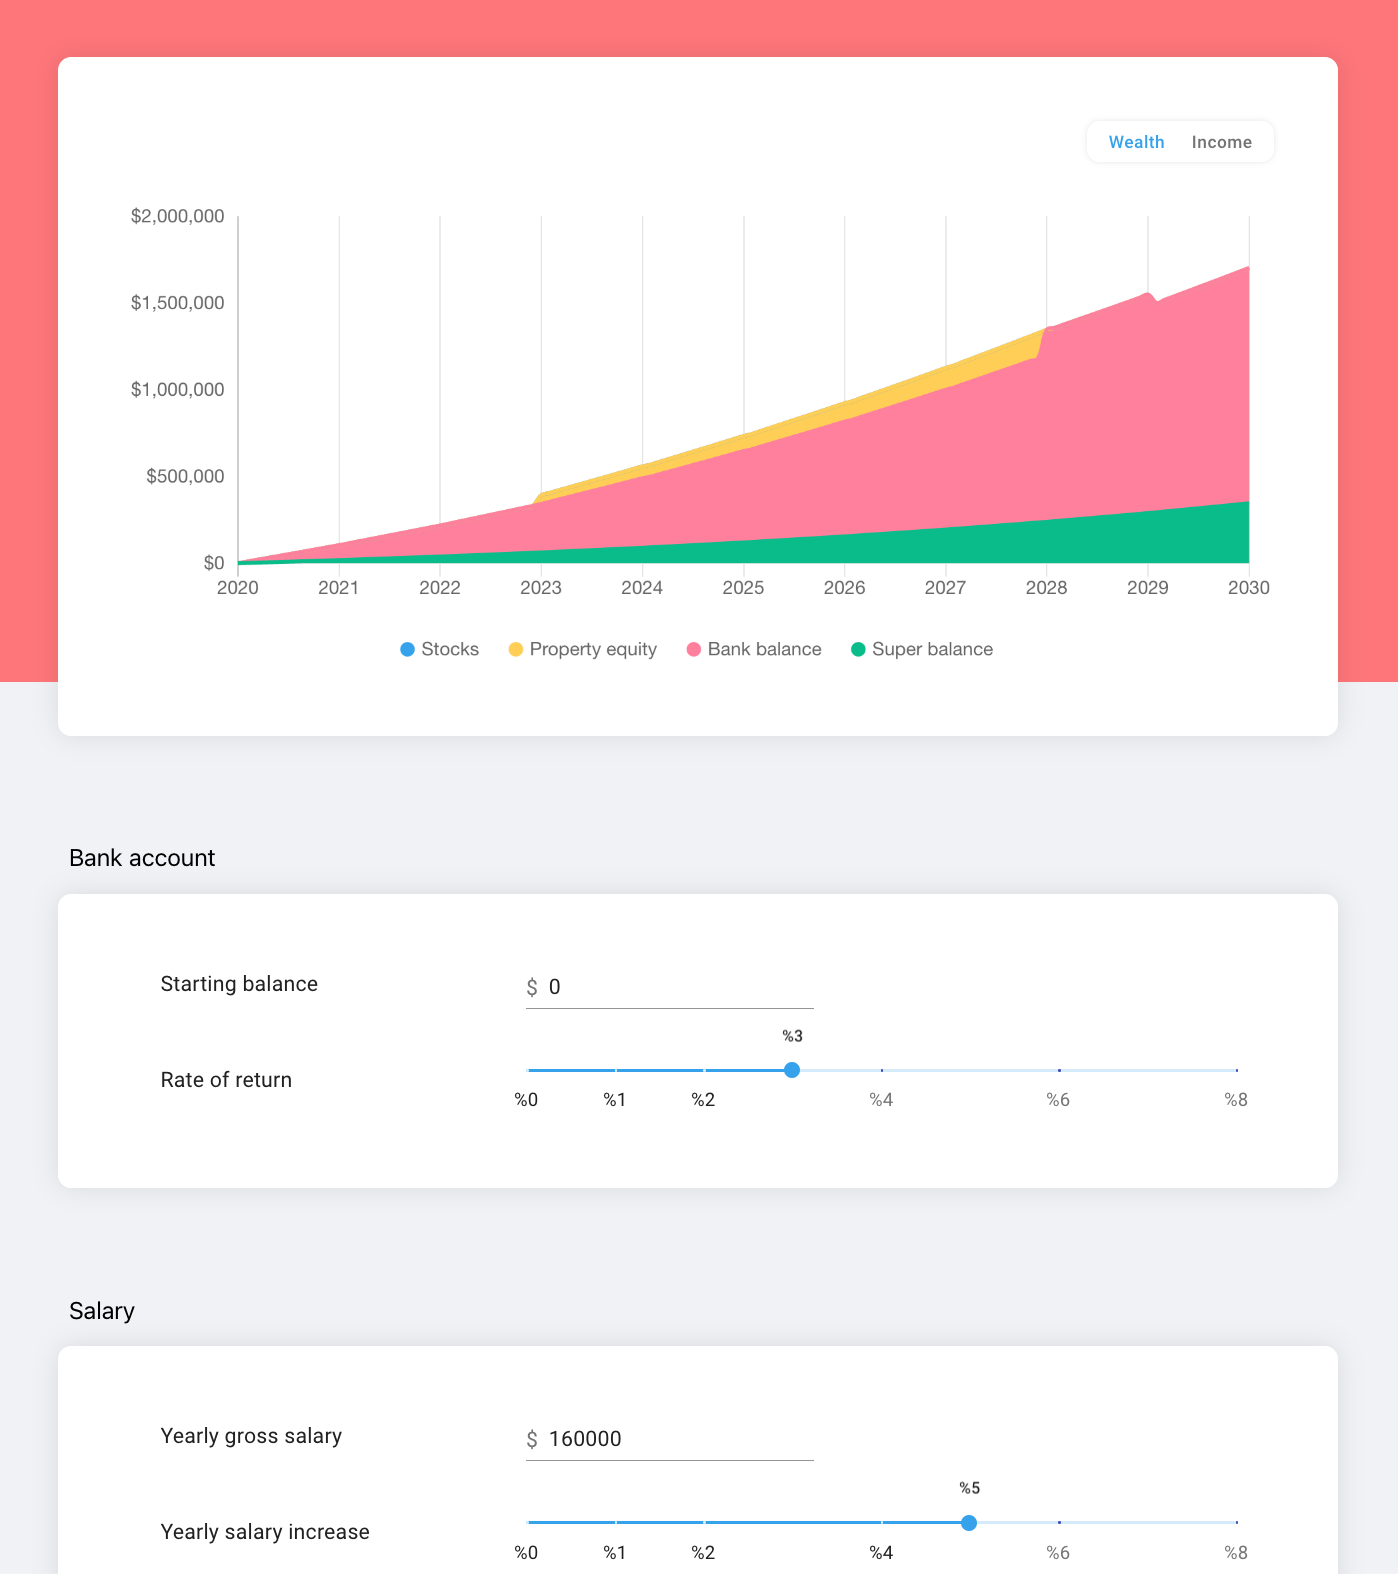 Wealth Income
$2,000,000
$1,500,000
$1,000,000
$500,000
$0
2020 2021 2022 2023 2024 2025 2026 2027 2028 2029 2030
Stocks Property equity Bank balance Super balance
Bank account
Starting balance $ 0
%3
Rate of return
%0 %1 %2 %4 %6 %8
Salary
Yearly gross salary $ 160000
%5
Yearly salary increase
%0 %1 %2 %4 %6 %8